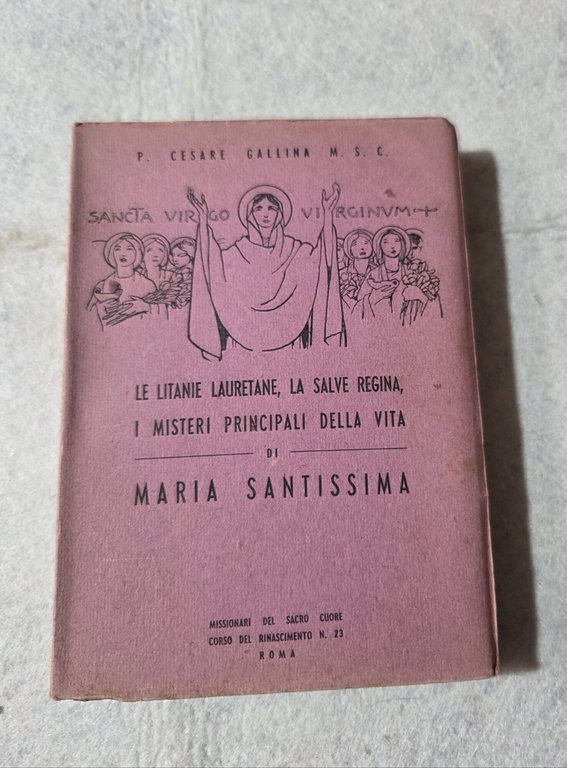 P. CESARE GALLINA M. S. C.
SANCTA VIRGO VIRGINVM +
LE LITANIE LAURETANE, LA SALVE REGINA,
I MISTERI PRINCIPALI DELLA VITA
DI
MARIA SANTISSIMA
MISSIONARI DEL SACRO CUORE
CORSO DEL RINASCIMENTO N. 23
ROMA